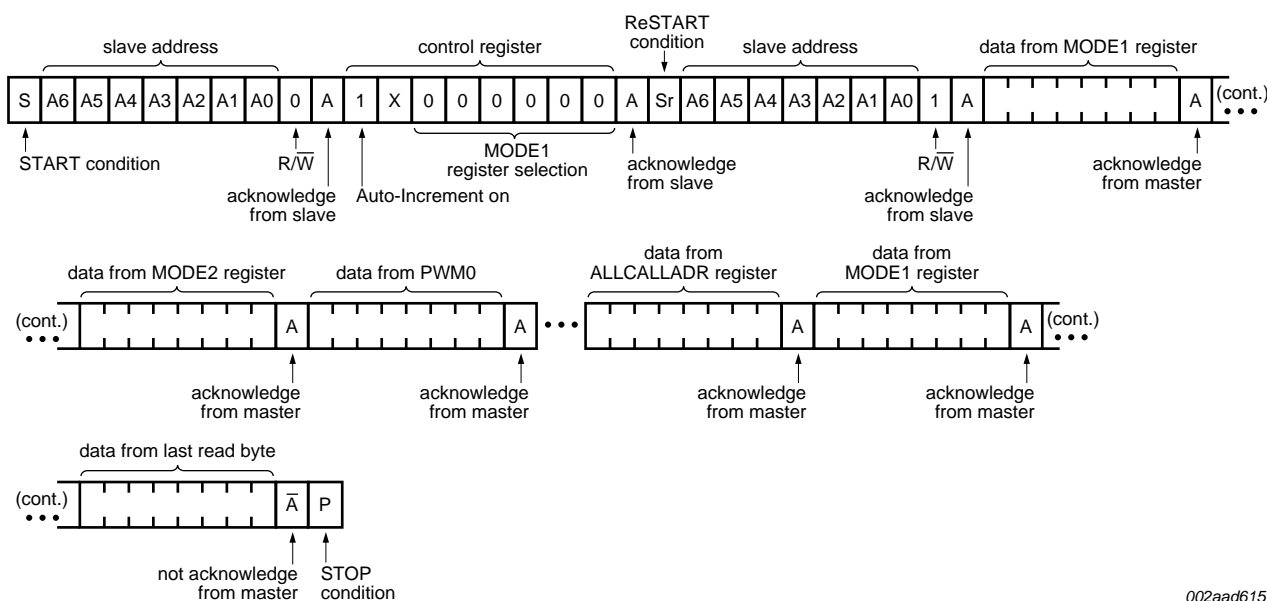 ReSTART
condition
slave address
control register
slave address
data from MODE1 register
S A6 A5 A4 A3 A2 A1 A0 0 A 1 X 0 0 0 0 0 0 A Sr A6 A5 A4 A3 A2 A1 A0 1 A A (cont.)
START condition
R/W̅
acknowledge
from slave
Auto-Increment on
MODE1
register selection
acknowledge
from slave
R/W̅
acknowledge
from slave
acknowledge
from master
data from MODE2 register
data from PWM0
data from
ALLCALLADR register
data from
MODE1 register
(cont.) A A A A (cont.)
acknowledge
from master
acknowledge
from master
acknowledge
from master
acknowledge
from master
data from last read byte
(cont.) A̅ P
not acknowledge
from master
STOP
condition
002aad615